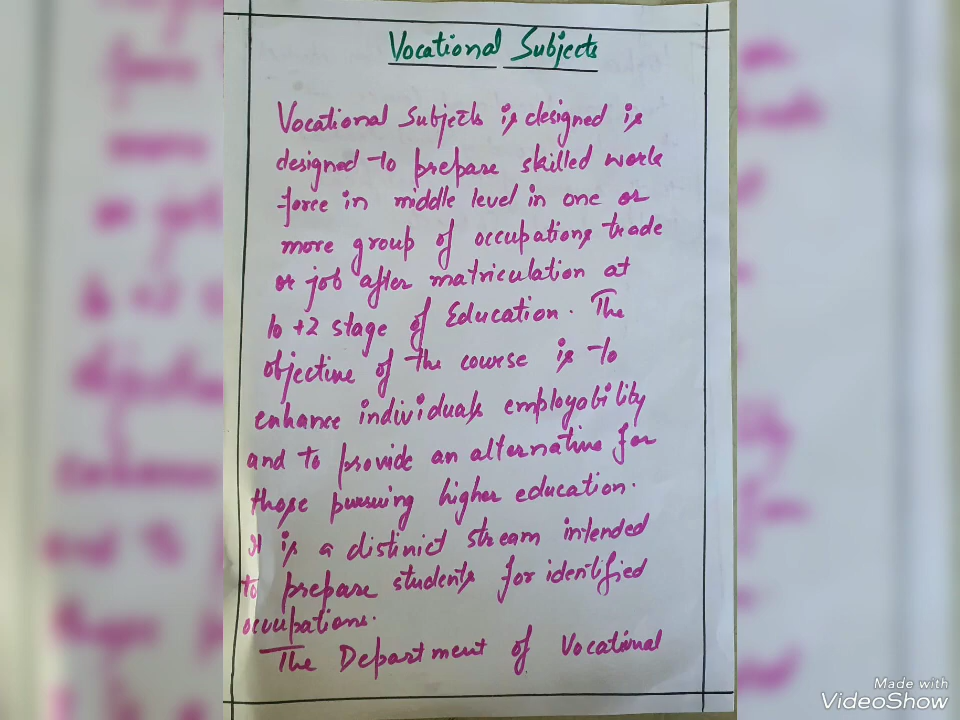 Vocational Subjects
Vocational Subjects is designed is
designed to prepare skilled work
force in middle level in one or
more group of occupations trade
or job after matriculation at
10 +2 stage of Education. The
objective of the course is to
enhance individuals employability
and to provide an alternative for
those pursuing higher education.
It is a distinict stream intended
to prepare students for identified
occupations.
The Department of Vocational
Made with
VideoShow